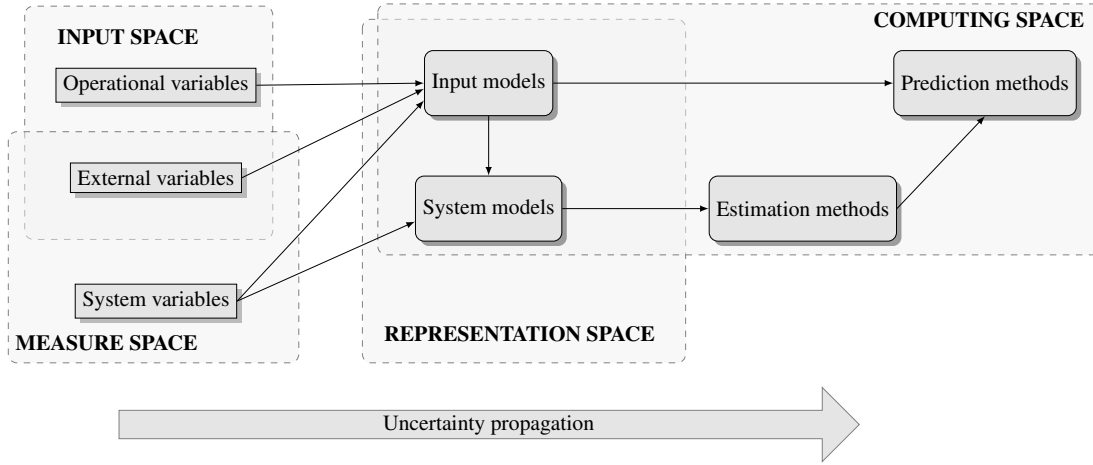 INPUT SPACE
COMPUTING SPACE
Operational variables
Input models
Prediction methods
External variables
System models
Estimation methods
System variables
MEASURE SPACE
REPRESENTATION SPACE
Uncertainty propagation